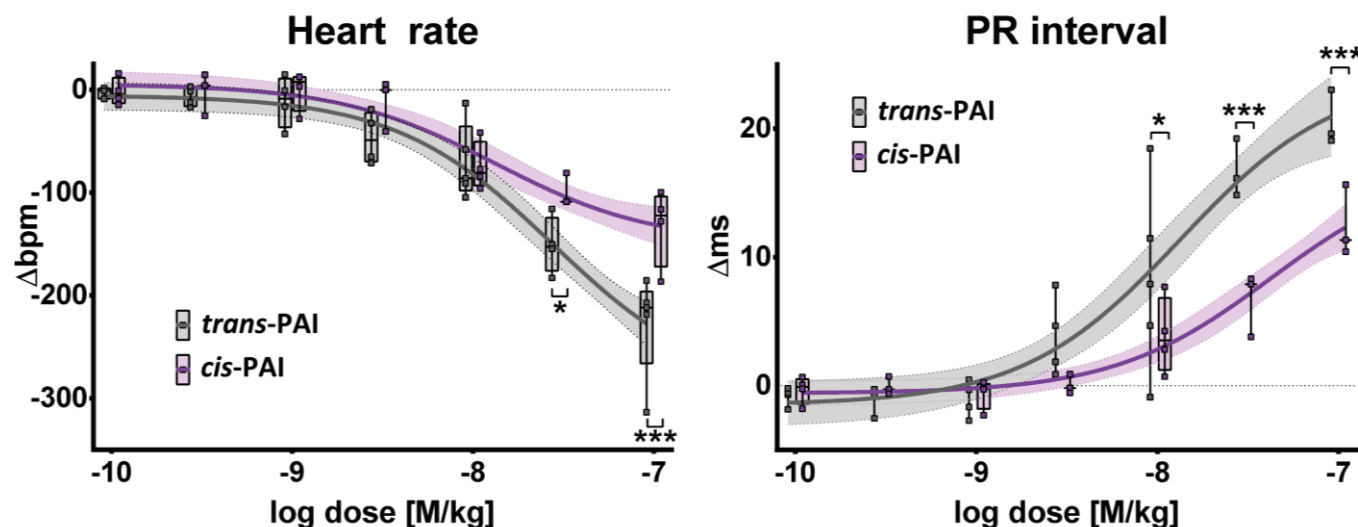 Heart rate
0
-100
-200
-300
Δbpm
trans-PAI
cis-PAI
*
***
-10
-9
-8
-7
log dose [M/kg]
PR interval
20
10
0
Δms
trans-PAI
cis-PAI
*
***
***
-10
-9
-8
-7
log dose [M/kg]